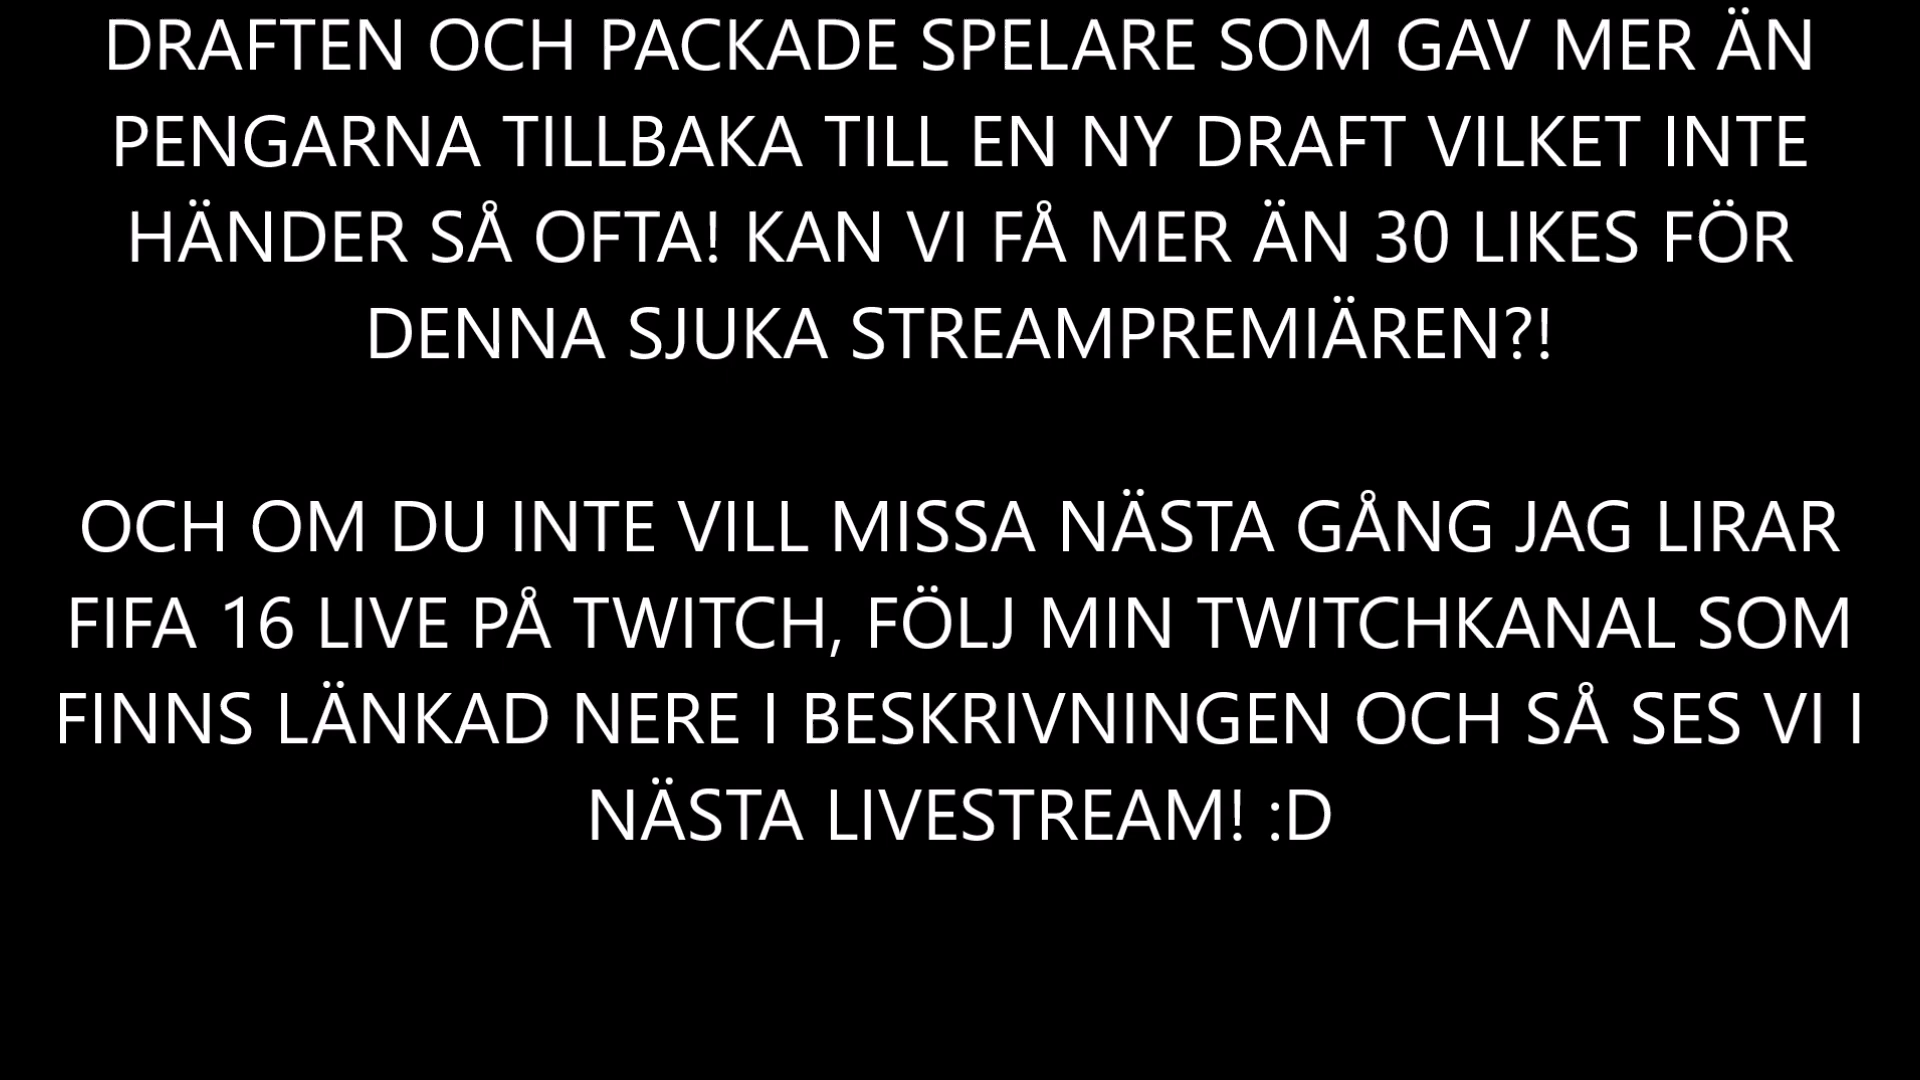 DRAFTEN OCH PACKADE SPELARE SOM GAV MER ÄN
PENGARNA TILLBAKA TILL EN NY DRAFT VILKET INTE
HÄNDER SÅ OFTA! KAN VI FÅ MER ÄN 30 LIKES FÖR
DENNA SJUKA STREAMPREMIÄREN?!
OCH OM DU INTE VILL MISSA NÄSTA GÅNG JAG LIRAR
FIFA 16 LIVE PÅ TWITCH, FÖLJ MIN TWITCHKANAL SOM
FINNS LÄNKAD NERE I BESKRIVNINGEN OCH SÅ SES VI I
NÄSTA LIVESTREAM! :D